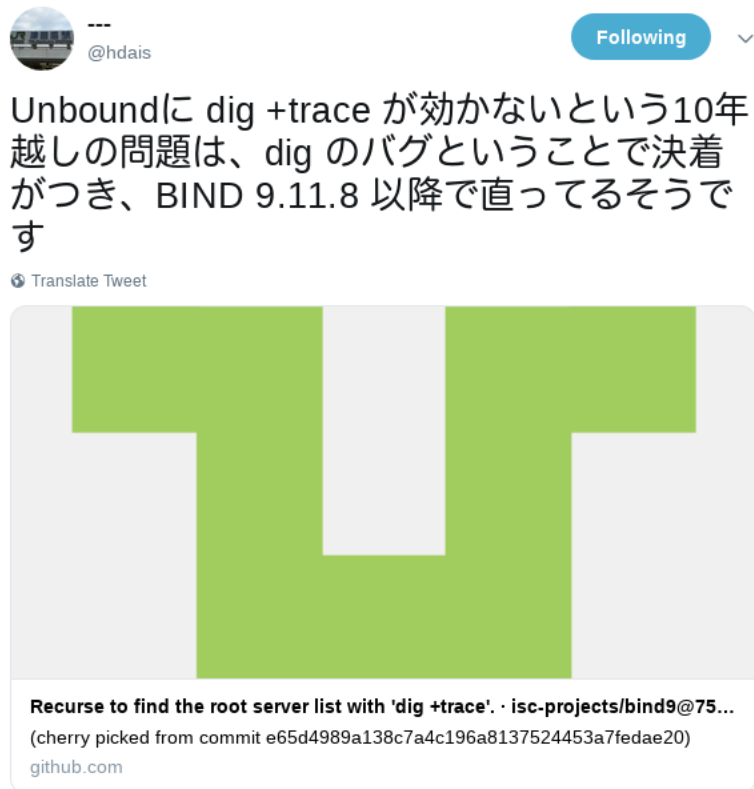 ---
@hdais
Following
Unboundに dig +trace が効かないという10年
越しの問題は、dig のバグということで決着
がつき、BIND 9.11.8 以降で直ってるそうで
す
Translate Tweet
Recurse to find the root server list with 'dig +trace'. · isc-projects/bind9@75…
(cherry picked from commit e65d4989a138c7a4c196a8137524453a7fedae20)
github.com